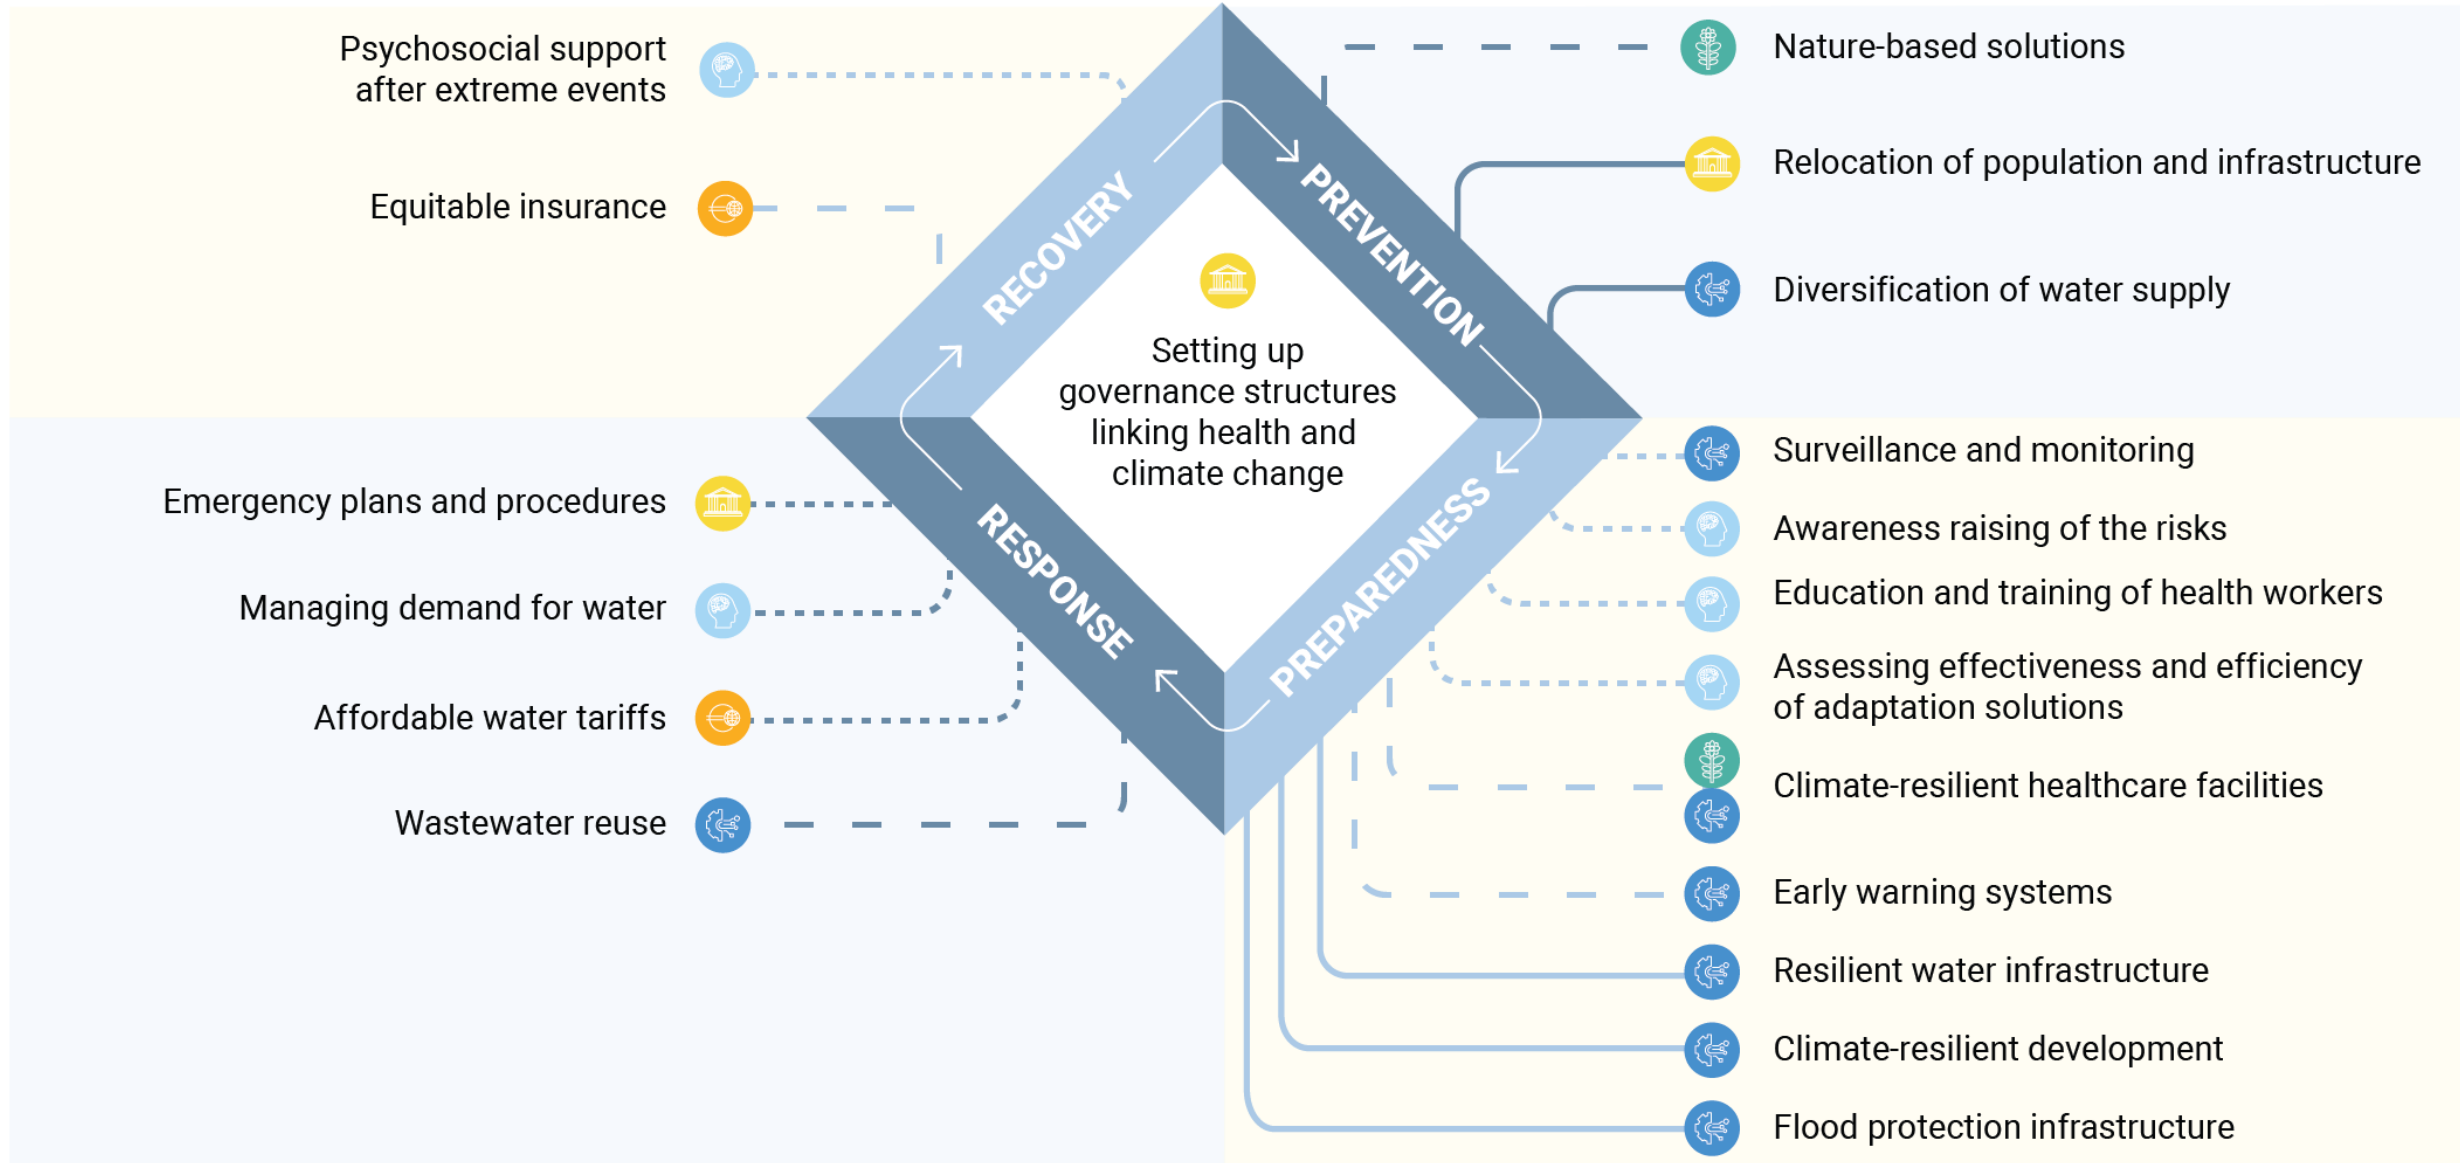 Psychosocial support
after extreme events
Equitable insurance
Emergency plans and procedures
Managing demand for water
Affordable water tariffs
Wastewater reuse
RECOVERY
PREVENTION
RESPONSE
PREPAREDNESS
Setting up
governance structures
linking health and
climate change
Nature-based solutions
Relocation of population and infrastructure
Diversification of water supply
Surveillance and monitoring
Awareness raising of the risks
Education and training of health workers
Assessing effectiveness and efficiency
of adaptation solutions
Climate-resilient healthcare facilities
Early warning systems
Resilient water infrastructure
Climate-resilient development
Flood protection infrastructure